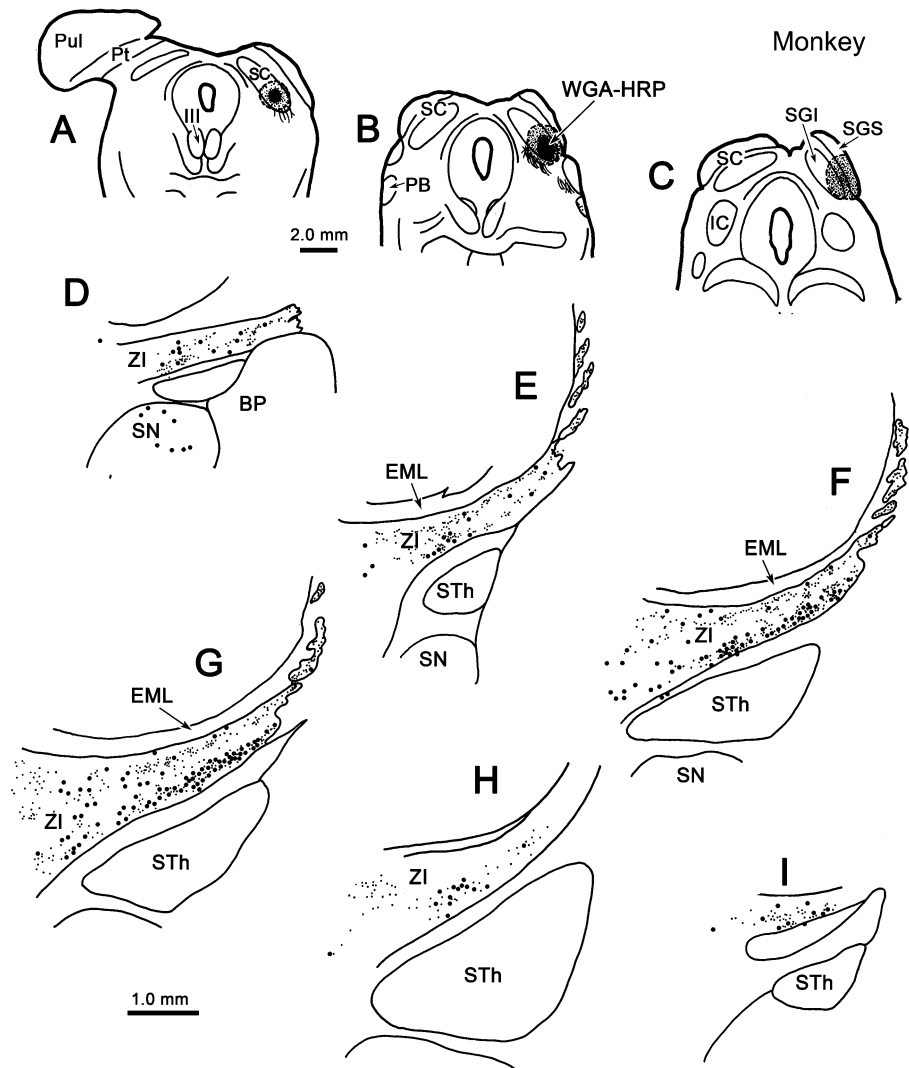 Monkey
Pul
Pt
SC
III
A
2.0 mm
B
SC
WGA-HRP
PB
C
SC
SGI
SGS
IC
D
ZI
BP
SN
E
EML
ZI
STh
SN
F
EML
ZI
STh
SN
G
EML
ZI
STh
H
ZI
STh
I
STh
1.0 mm